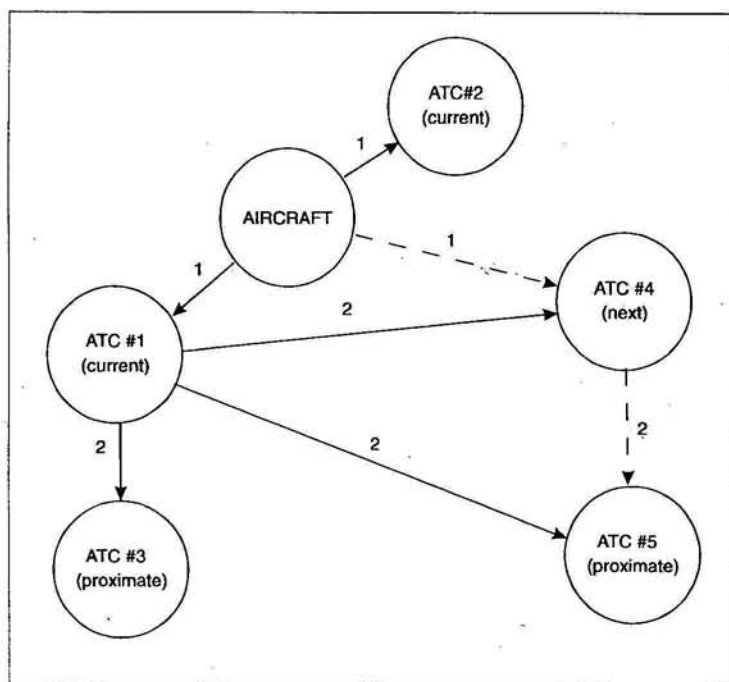 ATC#2
(current)
1
AIRCRAFT
1
1
ATC #4
(next)
2
ATC #1
(current)
2
2
2
ATC #3
(proximate)
ATC #5
(proximate)